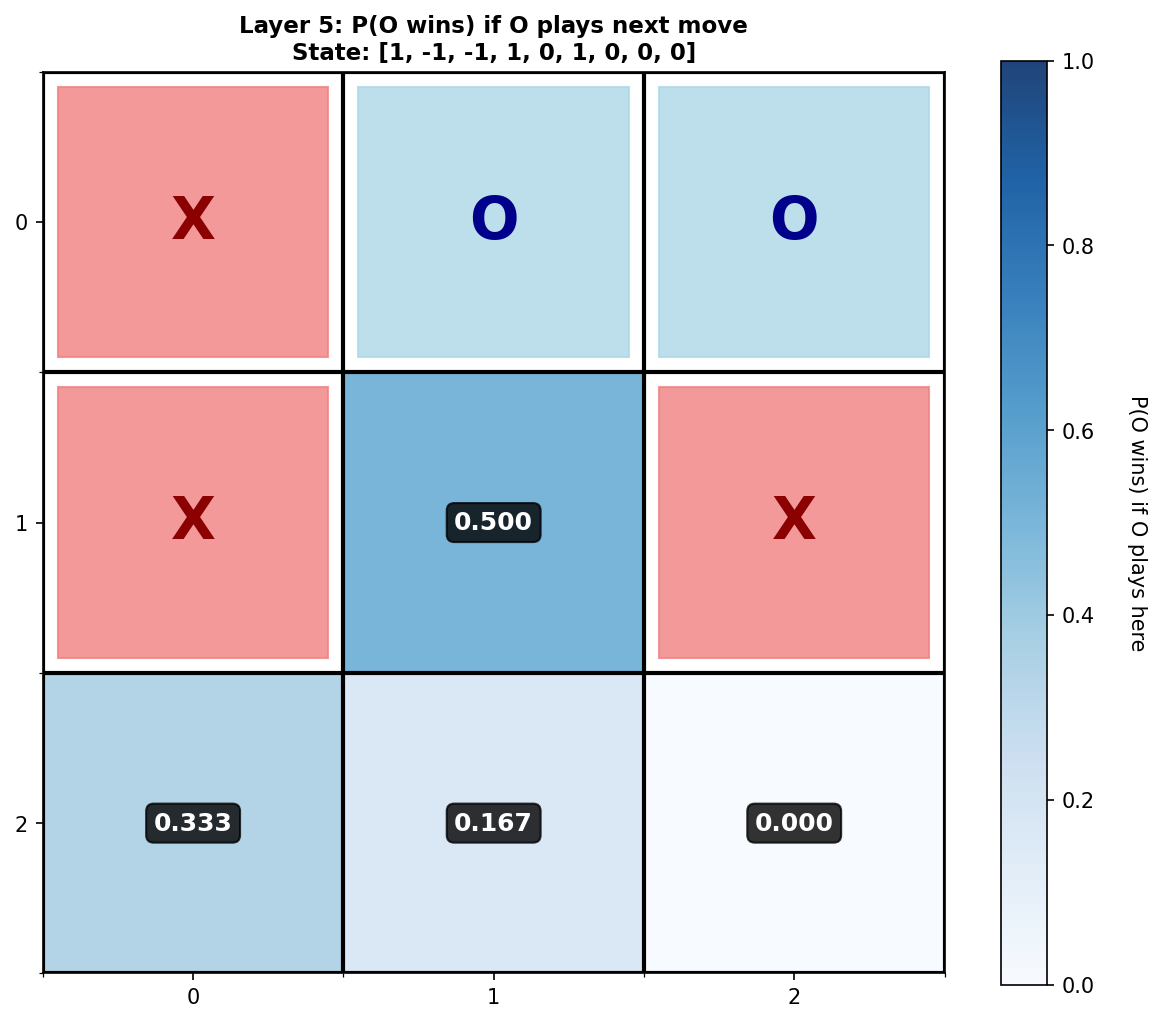 Layer 5: P(O wins) if O plays next move
State: [1, -1, -1, 1, 0, 1, 0, 0, 0]
0
X
O
O
1
X
0.500
X
2
0.333
0.167
0.000
0
1
2
1.0
0.8
0.6
0.4
0.2
0.0
P(O wins) if O plays here